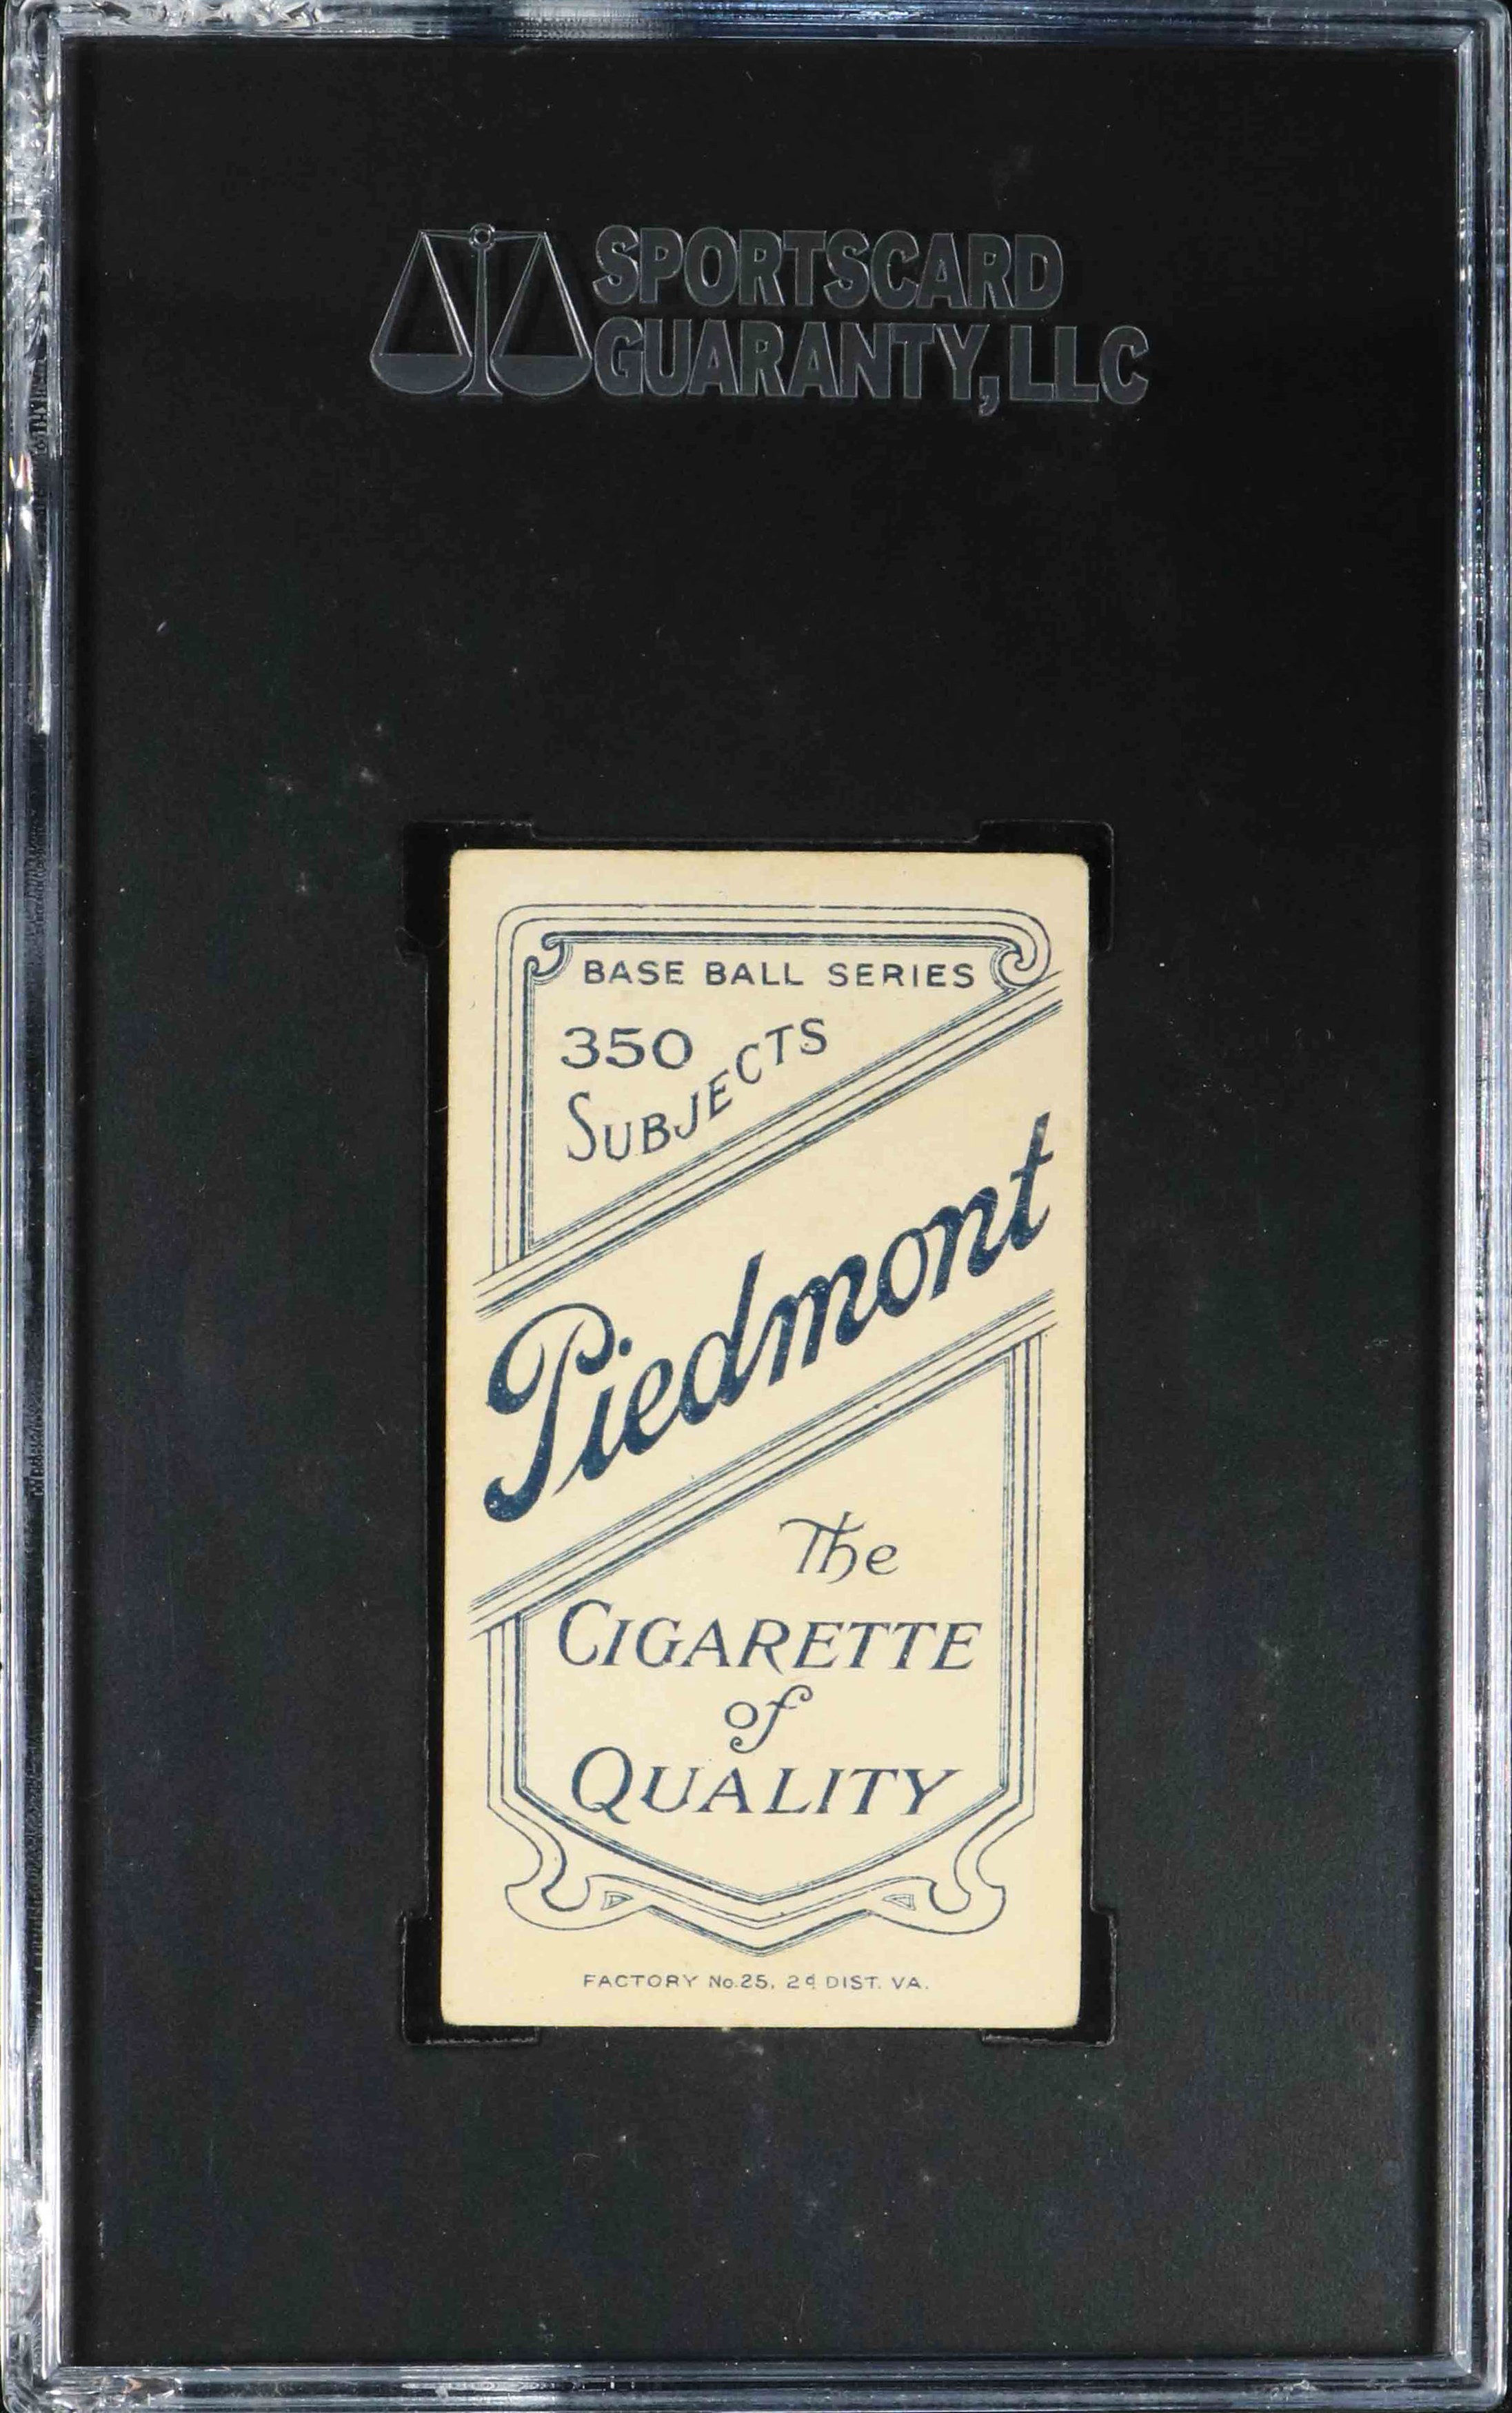 SPORTSCARD
GUARANTY, LLC
BASE BALL SERIES
350
SUBJECTS
Piedmont
The
CIGARETTE
of
QUALITY
FACTORY No. 25, 2d DIST. VA.